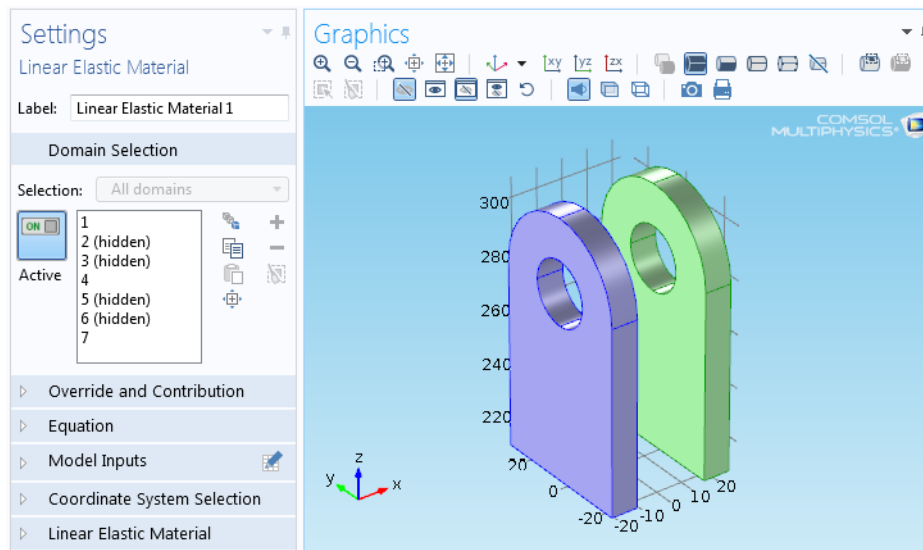 Settings
Linear Elastic Material
Label: Linear Elastic Material 1
Domain Selection
Selection: All domains
ON
Active
1
2 (hidden)
3 (hidden)
4
5 (hidden)
6 (hidden)
7
Override and Contribution
Equation
Model Inputs
Coordinate System Selection
Linear Elastic Material
Graphics
xy yz zx
COMSOL
MULTIPHYSICS®
300
280
260
240
220
20
0
-20
-20
-10
0
10
20
z
y
x